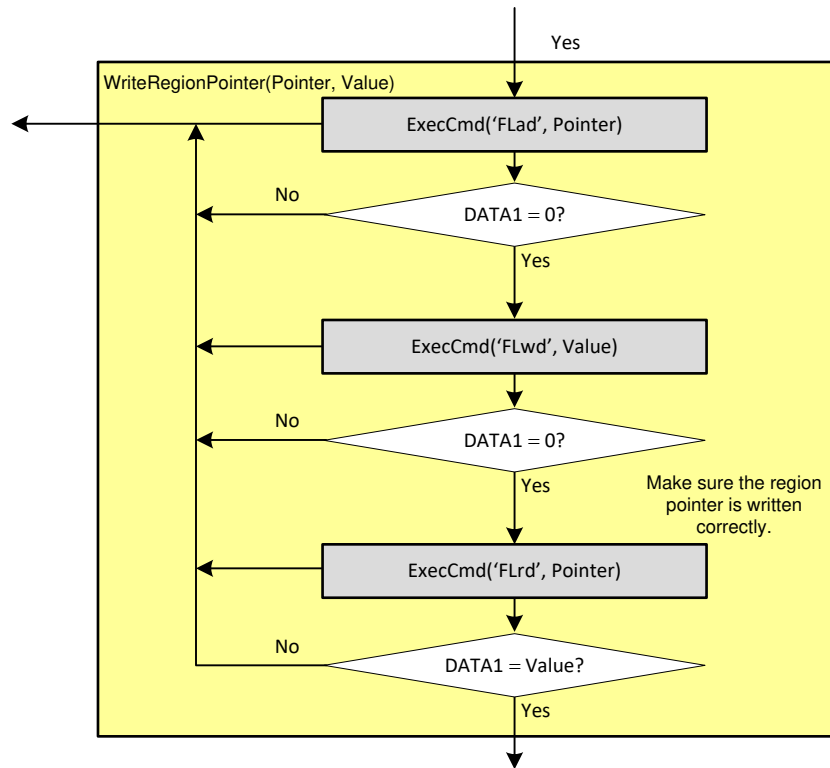 Yes
WriteRegionPointer(Pointer, Value)
ExecCmd(‘FLad’, Pointer)
No
DATA1 = 0?
Yes
ExecCmd(‘FLwd’, Value)
No
DATA1 = 0?
Yes
Make sure the region
pointer is written
correctly.
ExecCmd(‘FLrd’, Pointer)
No
DATA1 = Value?
Yes